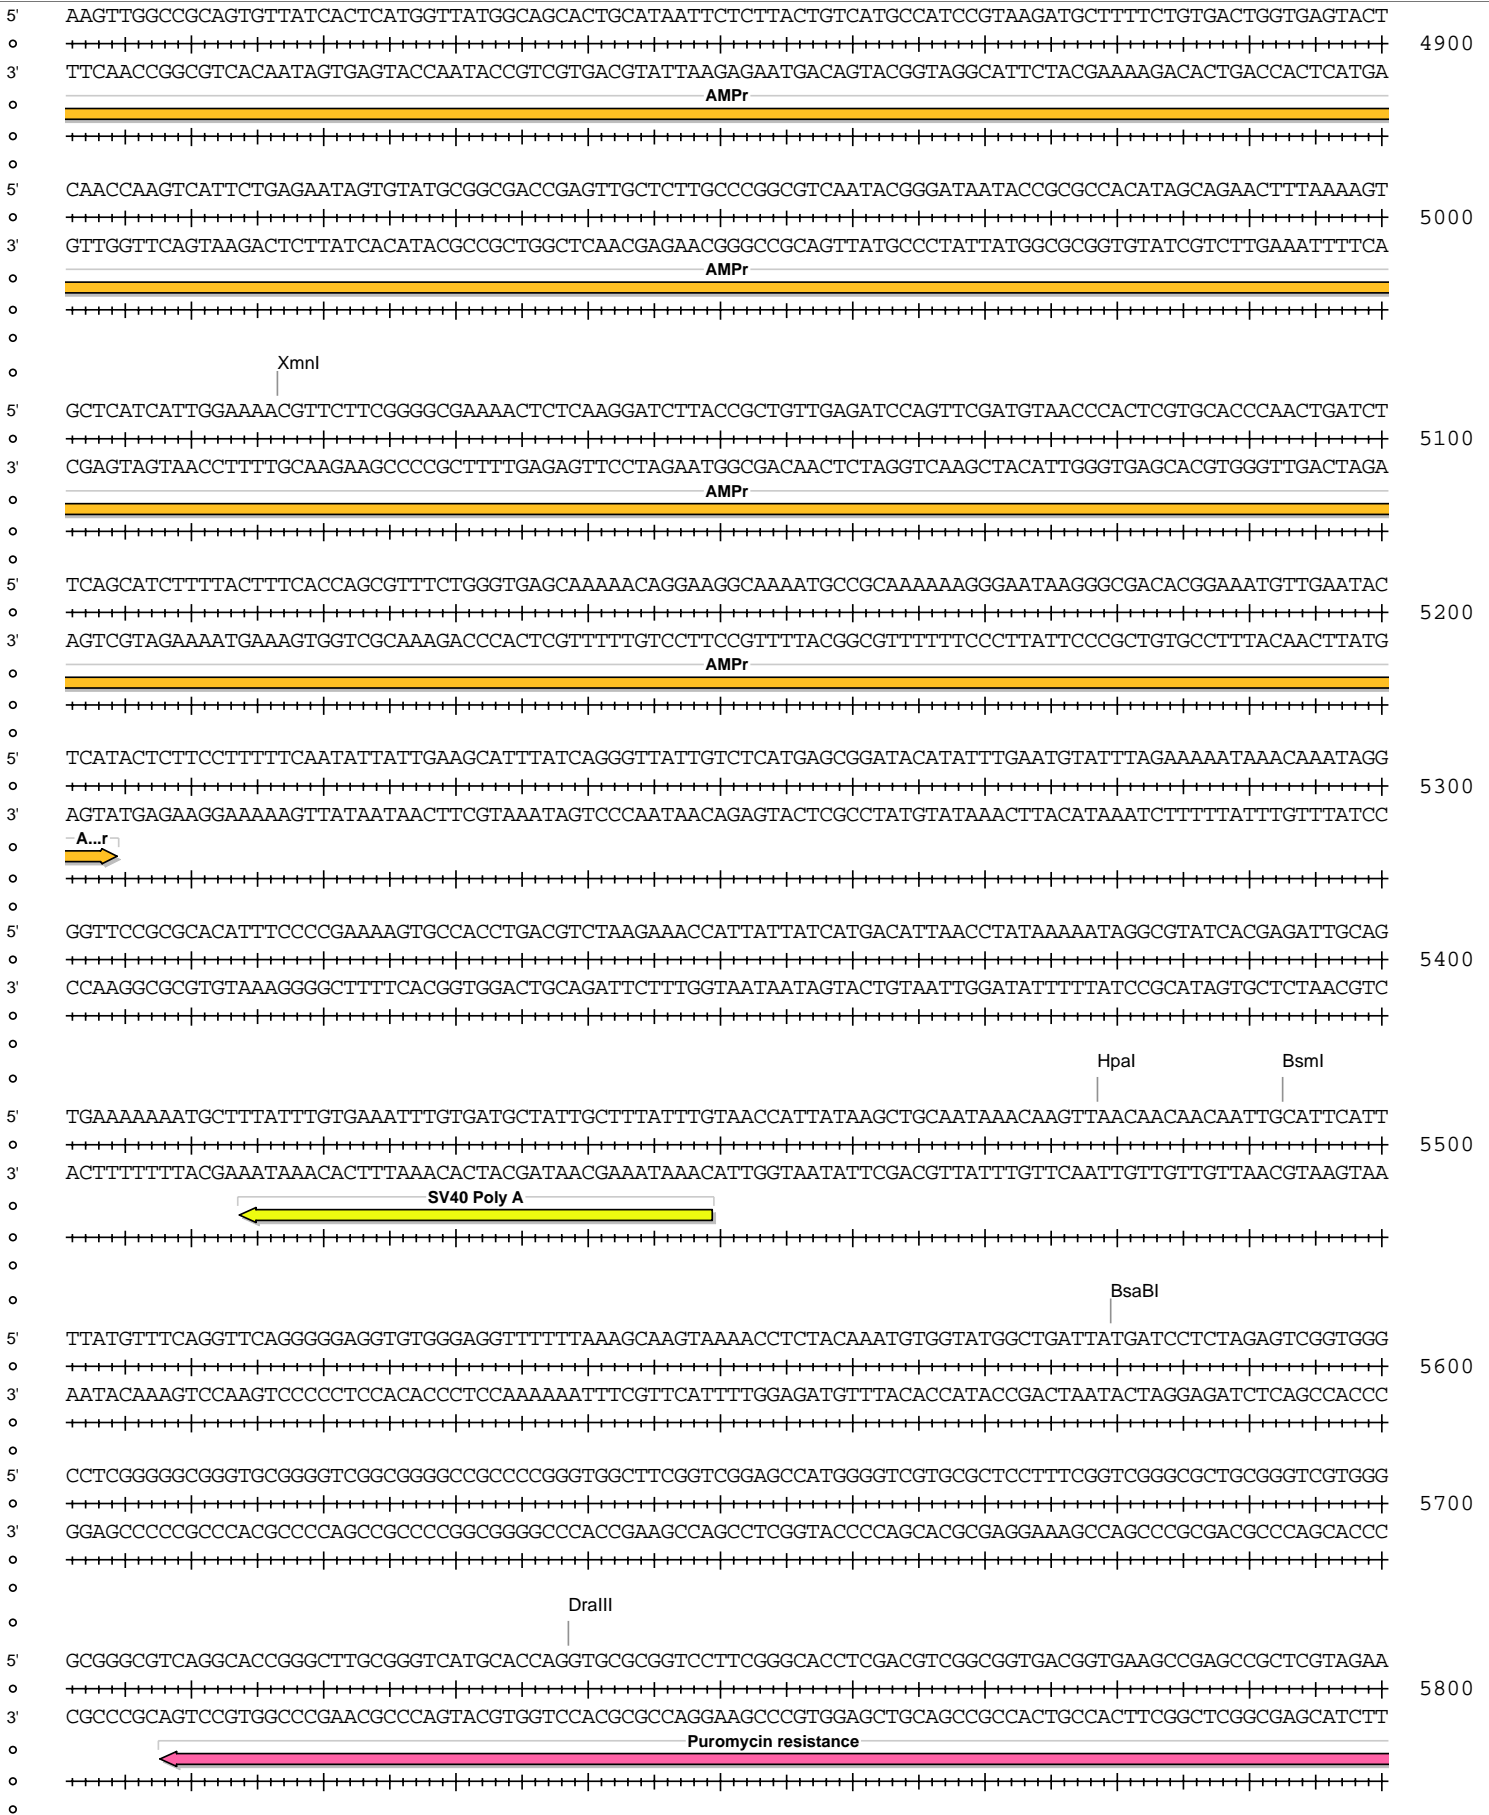 5' AAGTTGGCCGCAGTGTTATCACTCATGGTTATGGCAGCACTGCATAATTCTCTTACTGTCATGCCATCCGTAAGATGCTTTTCTGTGACTGGTGAGTACT
4900
3' TTCAACCGGCGTCACAATAGTGAGTACCAATACCGTCGTGACGTATTAAGAGAATGACAGTACGGTAGGCATTCTACGAAAAGACACTGACCACTCATGA
AMPr
5' CAACCAAGTCATTCTGAGAATAGTGTATGCGGCGACCGAGTTGCTCTTGCCCGGCGTCAATACGGGATAATACCGCGCCACATAGCAGAACTTTAAAAGT
5000
3' GTTGGTTCAGTAAGACTCTTATCACATACGCCGCTGGCTCAACGAGAACGGGCCGCAGTTATGCCCTATTATGGCGCGGTGTATCGTCTTGAAATTTTCA
AMPr
XmnI
5' GCTCATCATTGGAAAACGTTCTTCGGGGCGAAAACTCTCAAGGATCTTACCGCTGTTGAGATCCAGTTCGATGTAACCCACTCGTGCACCCAACTGATCT
5100
3' CGAGTAGTAACCTTTTGCAAGAAGCCCCGCTTTTGAGAGTTCCTAGAATGGCGACAACTCTAGGTCAAGCTACATTGGGTGAGCACGTGGGTTGACTAGA
AMPr
5' TCAGCATCTTTTACTTTCACCAGCGTTTCTGGGTGAGCAAAAACAGGAAGGCAAAATGCCGCAAAAAAGGGAATAAGGGCGACACGGAAATGTTGAATAC
5200
3' AGTCGTAGAAAATGAAAGTGGTCGCAAAGACCCACTCGTTTTTGTCCTTCCGTTTTACGGCGTTTTTTCCCTTATTCCCGCTGTGCCTTTACAACTTATG
AMPr
5' TCATACTCTTCCTTTTTCAATATTATTGAAGCATTTATCAGGGTTATTGTCTCATGAGCGGATACATATTTGAATGTATTTAGAAAAATAAACAAATAGG
5300
3' AGTATGAGAAGGAAAAAGTTATAATAACTTCGTAAATAGTCCCAATAACAGAGTACTCGCCTATGTATAAACTTACATAAATCTTTTTATTTGTTTATCC
A...r
5' GGTTCCGCGCACATTTCCCCGAAAAGTGCCACCTGACGTCTAAGAAACCATTATTATCATGACATTAACCTATAAAAATAGGCGTATCACGAGATTGCAG
5400
3' CCAAGGCGCGTGTAAAGGGGCTTTTCACGGTGGACTGCAGATTCTTTGGTAATAATAGTACTGTAATTGGATATTTTTATCCGCATAGTGCTCTAACGTC
HpaI BsmI
5' TGAAAAAAATGCTTTATTTGTGAAATTTGTGATGCTATTGCTTTATTTGTAACCATTATAAGCTGCAATAAACAAGTTAACAACAACAATTGCATTCATT
5500
3' ACTTTTTTTACGAAATAAACACTTTAAACACTACGATAACGAAATAAACATTGGTAATATTCGACGTTATTTGTTCAATTGTTGTTGTTAACGTAAGTAA
SV40 Poly A
BsaBI
5' TTATGTTTCAGGTTCAGGGGGAGGTGTGGGAGGTTTTTTAAAGCAAGTAAAACCTCTACAAATGTGGTATGGCTGATTATGATCCTCTAGAGTCGGTGGG
5600
3' AATACAAAGTCCAAGTCCCCCTCCACACCCTCCAAAAAATTTCGTTCATTTTGGAGATGTTTACACCATACCGACTAATACTAGGAGATCTCAGCCACCC
5' CCTCGGGGGCGGGTGCGGGGTCGGCGGGGCCGCCCCGGGTGGCTTCGGTCGGAGCCATGGGGTCGTGCGCTCCTTTCGGTCGGGCGCTGCGGGTCGTGGG
5700
3' GGAGCCCCCGCCCACGCCCCAGCCGCCCCGGCGGGGCCCACCGAAGCCAGCCTCGGTACCCCAGCACGCGAGGAAAGCCAGCCCGCGACGCCCAGCACCC
DraIII
5' GCGGGCGTCAGGCACCGGGCTTGCGGGTCATGCACCAGGTGCGCGGTCCTTCGGGCACCTCGACGTCGGCGGTGACGGTGAAGCCGAGCCGCTCGTAGAA
5800
3' CGCCCGCAGTCCGTGGCCCGAACGCCCAGTACGTGGTCCACGCGCCAGGAAGCCCGTGGAGCTGCAGCCGCCACTGCCACTTCGGCTCGGCGAGCATCTT
Puromycin resistance